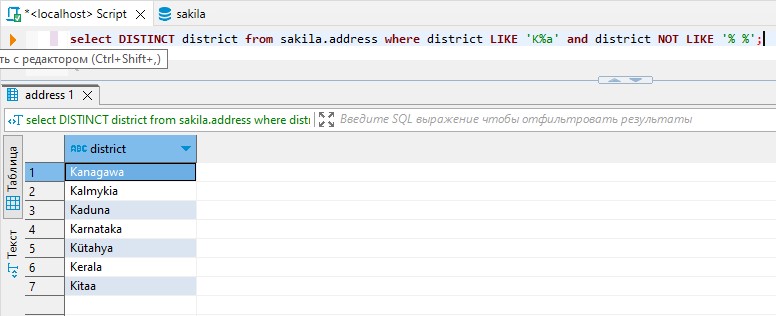 *<localhost> Script
sakila
select DISTINCT district from sakila.address where district LIKE 'K%a' and district NOT LIKE '% %';
ть с редактором (Ctrl+Shift+,)
address 1
select DISTINCT district from sakila.address where distri
Введите SQL выражение чтобы отфильтровать результаты
Таблица
Текст
ABC district
1 Kanagawa
2 Kalmykia
3 Kaduna
4 Karnataka
5 Kütahya
6 Kerala
7 Kitaa